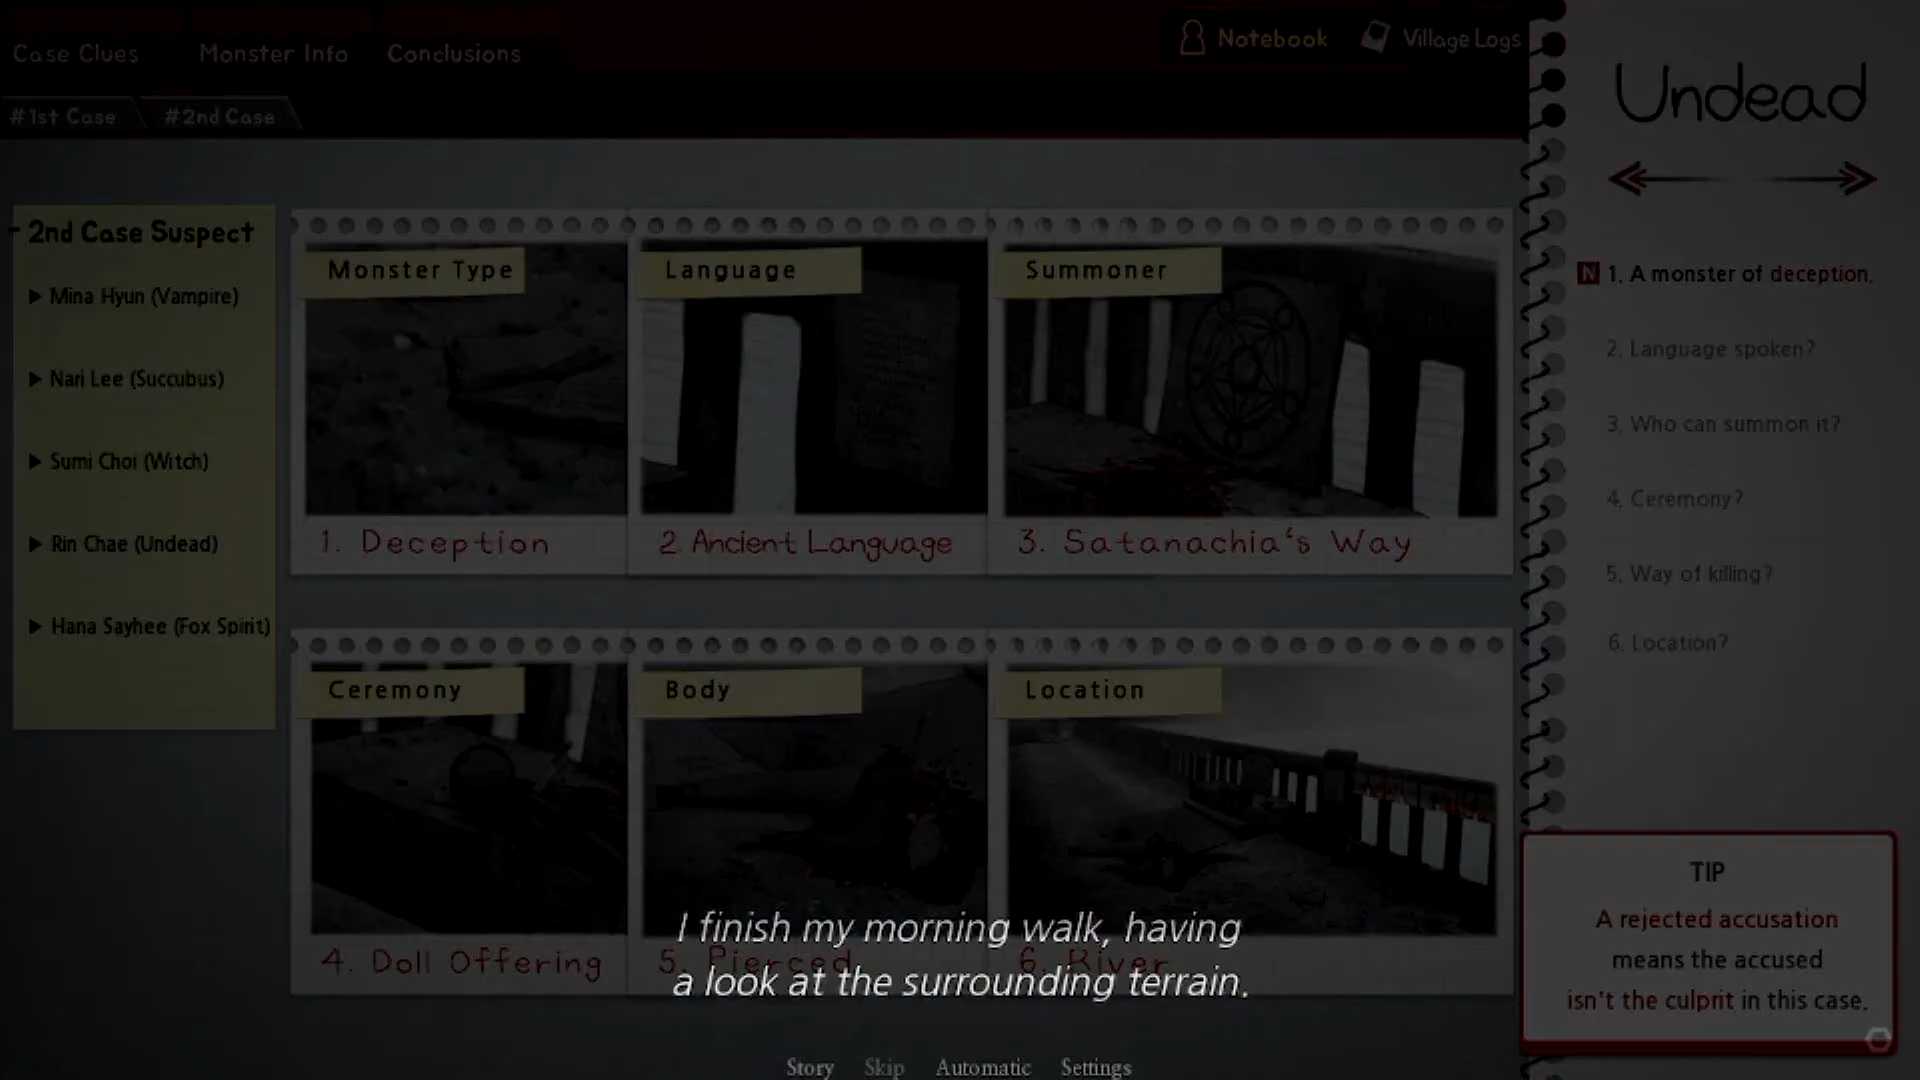 Case Clues
Monster Info
Conclusions
Notebook
Village Logs
#1st Case
#2nd Case
2nd Case Suspect
Mina Hyun (Vampire)
Nari Lee (Succubus)
Sumi Choi (Witch)
Rin Chae (Undead)
Hana Sayhee (Fox Spirit)
Monster Type
1. Deception
Language
2. Ancient Language
Summoner
3. Satanachia's Way
Ceremony
4. Doll Offering
Body
5. Pierced
Location
6. River
Undead
N 1. A monster of deception.
2. Language spoken?
3. Who can summon it?
4. Ceremony?
5. Way of killing?
6. Location?
TIP
A rejected accusation
means the accused
isn't the culprit in this case.
I finish my morning walk, having
a look at the surrounding terrain.
Story Skip Automatic Settings